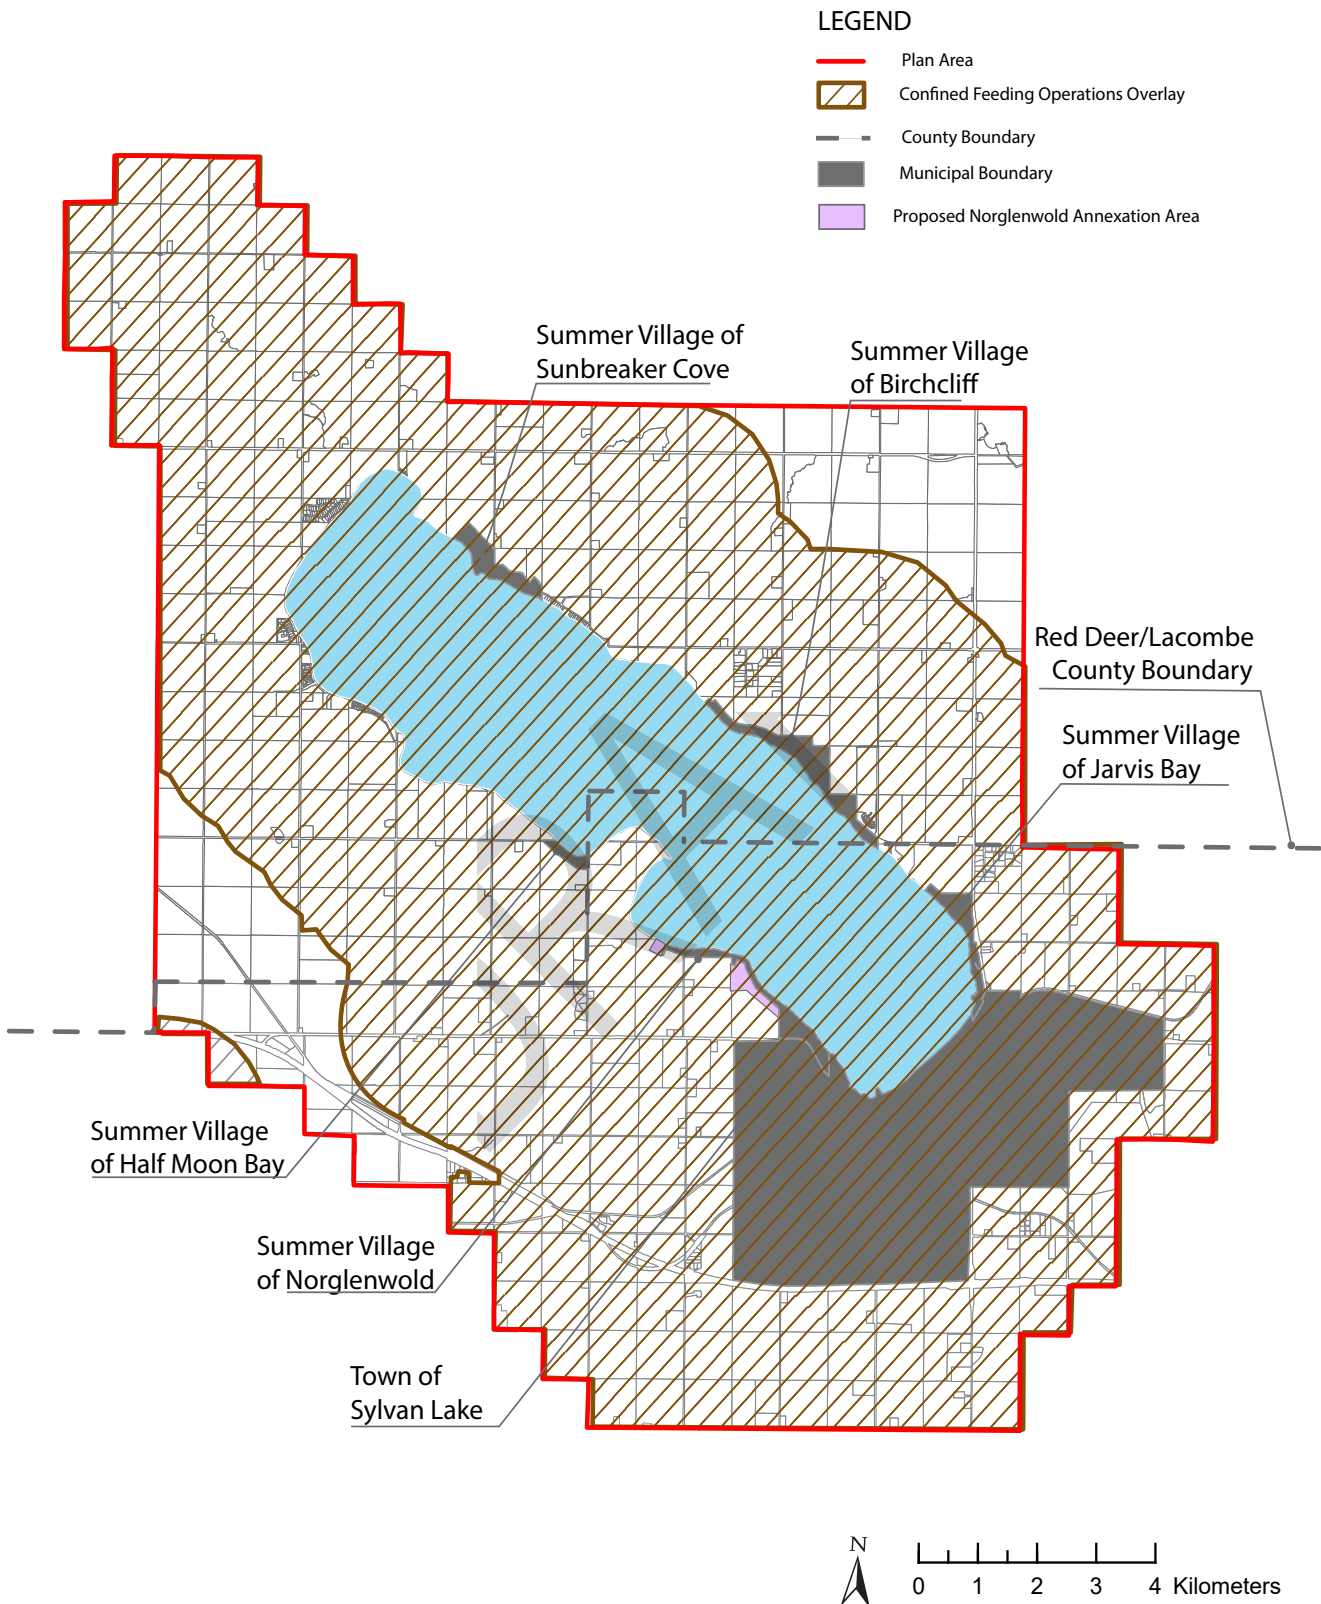 LEGEND
Plan Area
Confined Feeding Operations Overlay
County Boundary
Municipal Boundary
Proposed Norglenwold Annexation Area
Summer Village of
Sunbreaker Cove
Summer Village
of Birchcliff
Red Deer/Lacombe
County Boundary
Summer Village
of Jarvis Bay
Summer Village
of Half Moon Bay
Summer Village
of Norglenwold
Town of
Sylvan Lake
N
0 1 2 3 4 Kilometers